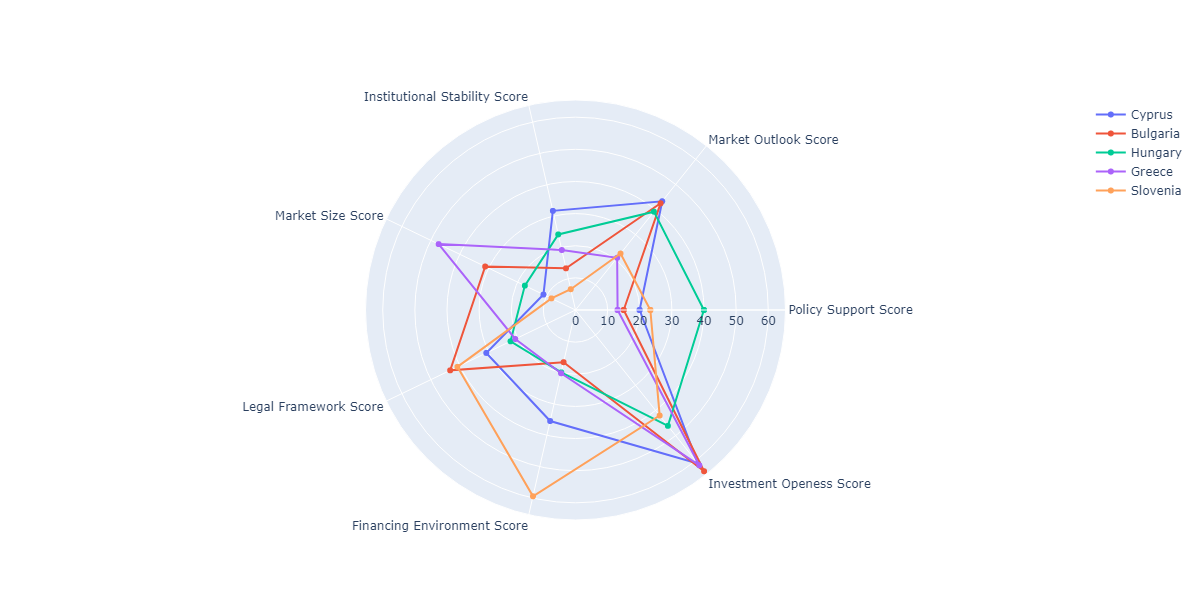 Institutional Stability Score
Market Outlook Score
Market Size Score
Policy Support Score
0 10 20 30 40 50 60
Legal Framework Score
Investment Openess Score
Financing Environment Score
Cyprus
Bulgaria
Hungary
Greece
Slovenia